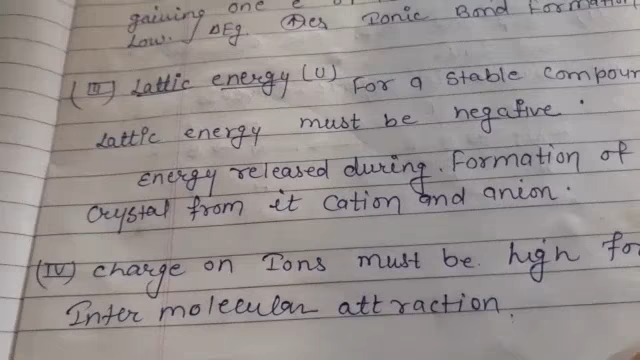 gaining one e
low. ΔEg. ↑es Ionic Bond Formation
(III) Lattic energy (U) For a stable compoun
Lattic energy must be negative.
energy released during. Formation of
Crystal from it Cation and anion.
(IV) Charge on Ions must be. high for
Inter molecular attraction.